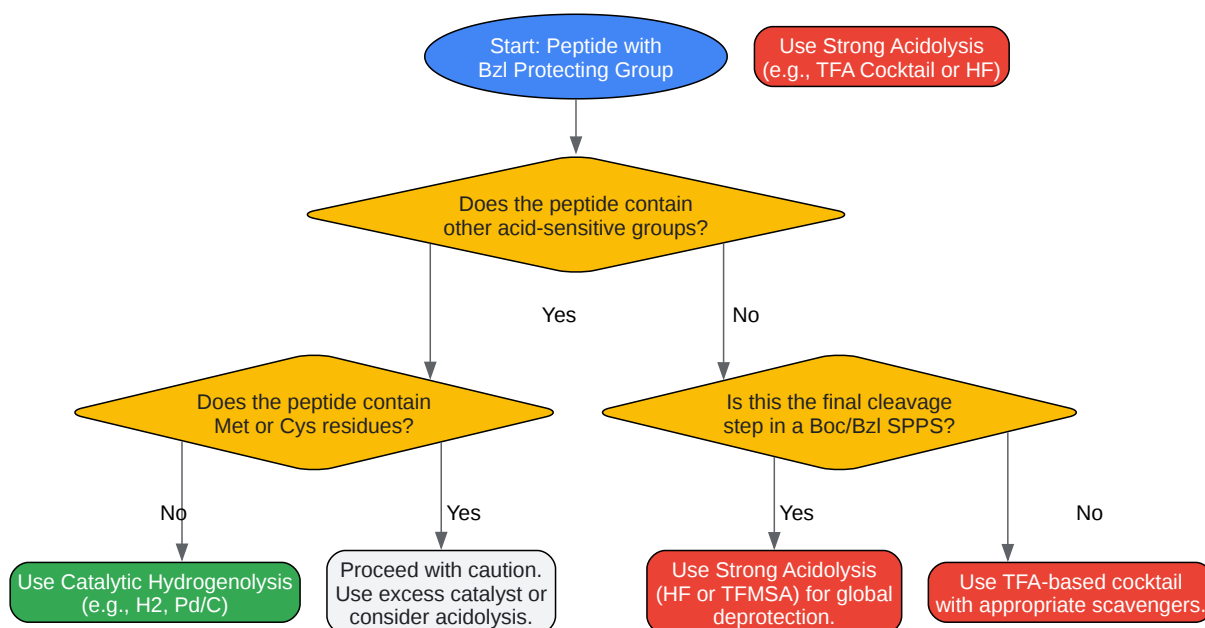 Start: Peptide with
Bzl Protecting Group
Use Strong Acidolysis
(e.g., TFA Cocktail or HF)
Does the peptide contain
other acid-sensitive groups?
Yes
No
Does the peptide contain
Met or Cys residues?
Is this the final cleavage
step in a Boc/Bzl SPPS?
No
Yes
Yes
No
Use Catalytic Hydrogenolysis
(e.g., H2, Pd/C)
Proceed with caution.
Use excess catalyst or
consider acidolysis.
Use Strong Acidolysis
(HF or TFMSA) for global
deprotection.
Use TFA-based cocktail
with appropriate scavengers.